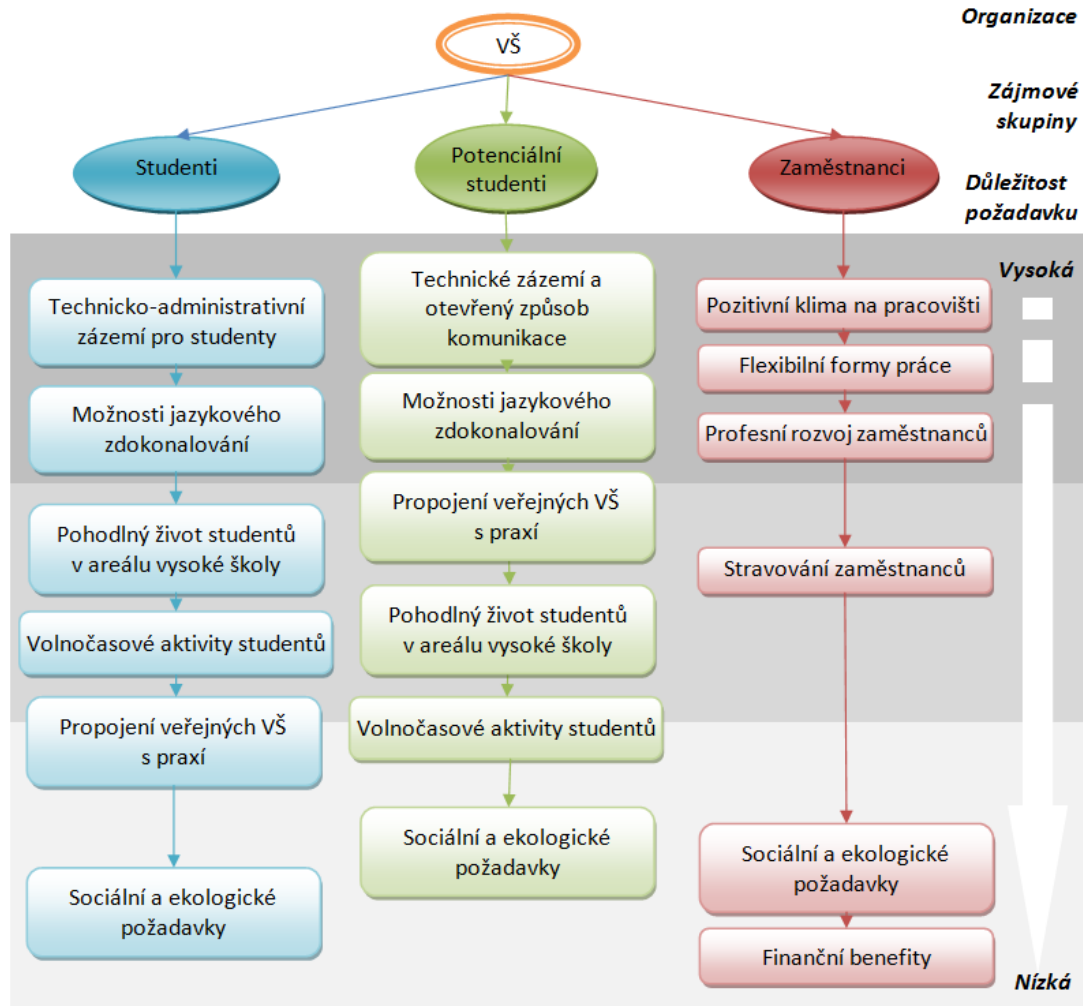 Organizace
VŠ
Zájmové
skupiny
Studenti
Potenciální
studenti
Zaměstnanci
Důležitost
požadavku
Vysoká
Technicko-administrativní
zázemí pro studenty
Možnosti jazykového
zdokonalování
Pohodlný život studentů
v areálu vysoké školy
Volnočasové aktivity studentů
Propojení veřejných VŠ
s praxí
Sociální a ekologické
požadavky
Technické zázemí a
otevřený způsob
komunikace
Možnosti jazykového
zdokonalování
Propojení veřejných VŠ
s praxí
Pohodlný život studentů
v areálu vysoké školy
Volnočasové aktivity studentů
Sociální a ekologické
požadavky
Pozitivní klima na pracovišti
Flexibilní formy práce
Profesní rozvoj zaměstnanců
Stravování zaměstnanců
Sociální a ekologické
požadavky
Finanční benefity
Nízká